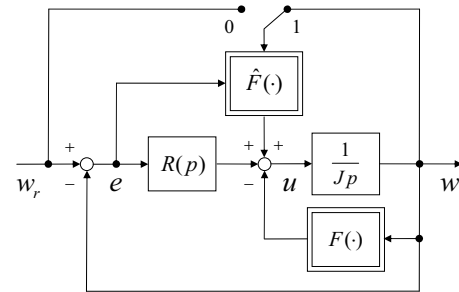 0 1
F̂(·)
+ + +
w_r − e R(p) − u 1/(Jp) w
F(·)